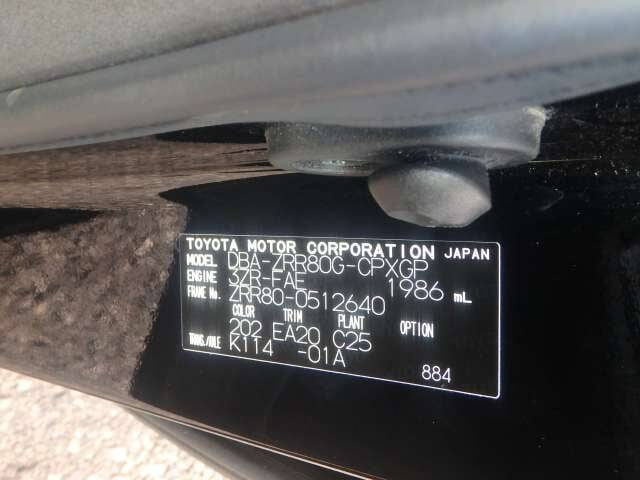 TOYOTA MOTOR CORPORATION JAPAN
MODEL DBA-ZRR80G-CPXGP
ENGINE 3ZR-FAE 1986 mL
FRAME No. ZRR80-0512640
COLOR TRIM PLANT OPTION
202 EA20 C25
TRANS./AXLE K1T4 -01A
884